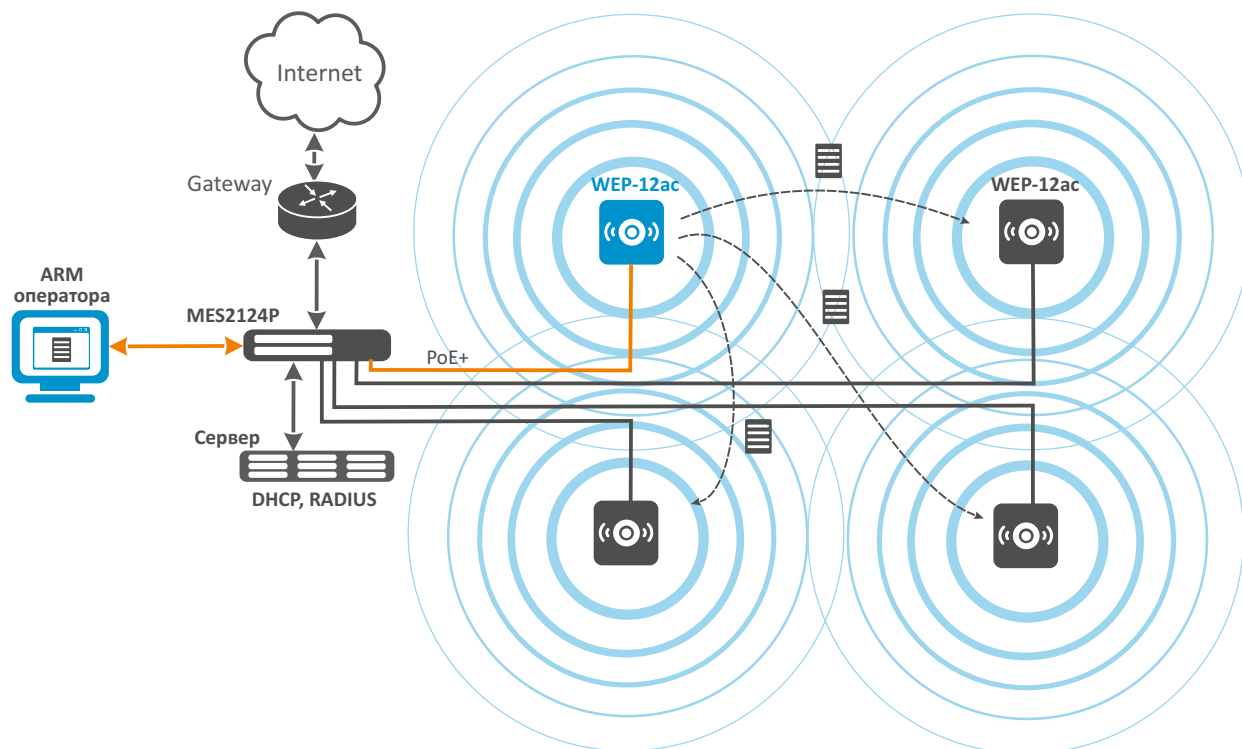 Internet
WEP-12ac
WEP-12ac
Gateway
ARM
оператора
MES2124P
PoE+
Сервер
DHCP, RADIUS